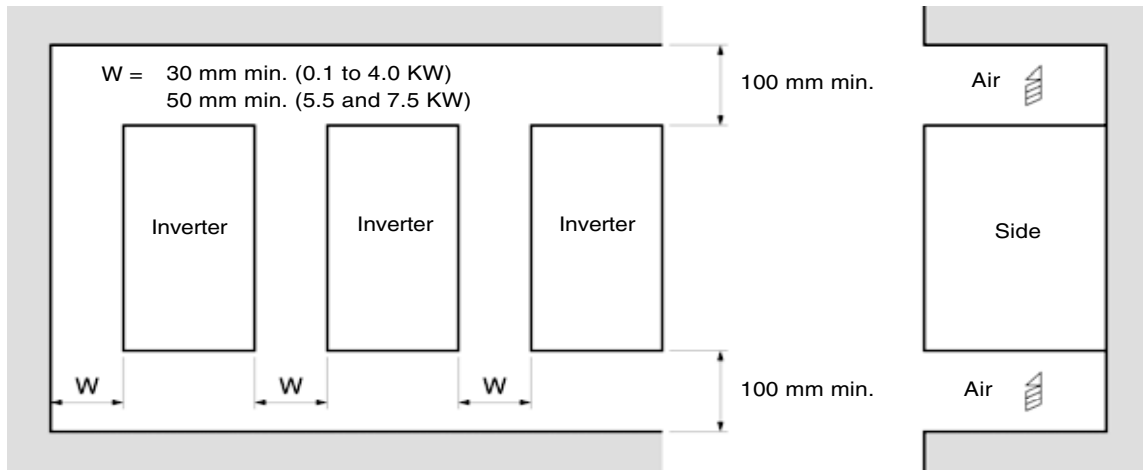 W = 30 mm min. (0.1 to 4.0 KW)
50 mm min. (5.5 and 7.5 KW)
100 mm min.
Air
Inverter
Inverter
Inverter
Side
W
W
W
100 mm min.
Air